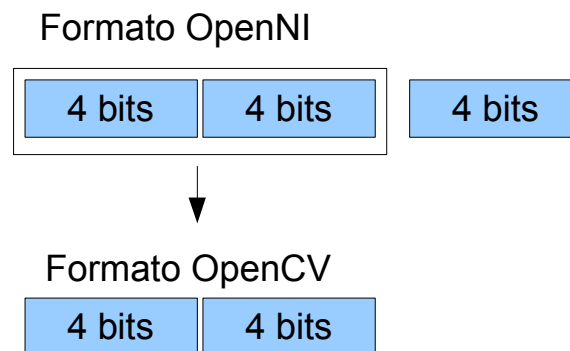 Formato OpenNI
4 bits 4 bits 4 bits
Formato OpenCV
4 bits 4 bits